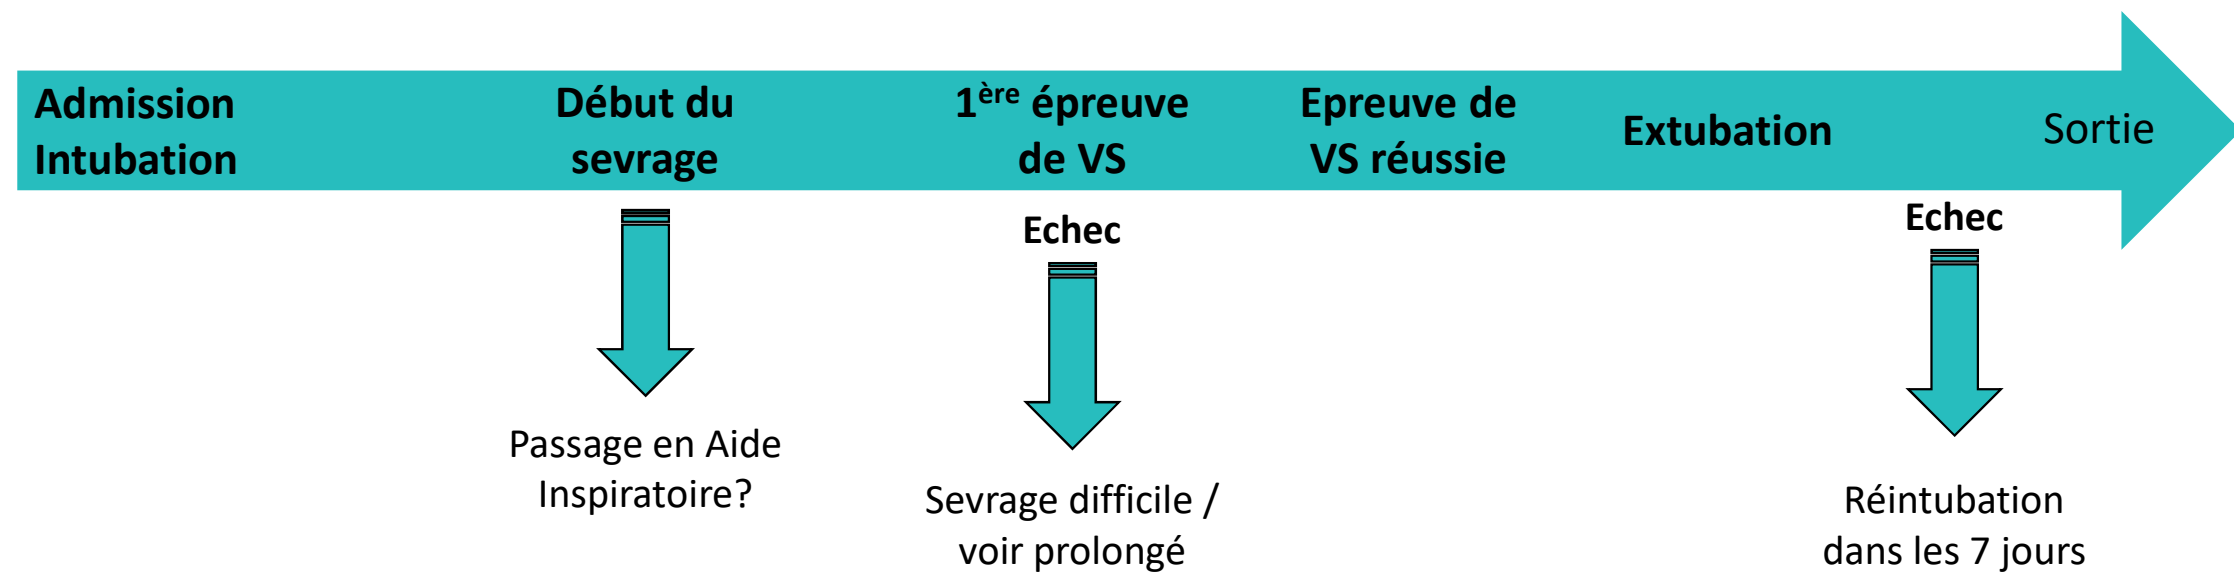 Admission
Intubation
Début du
sevrage
1ère épreuve
de VS
Epreuve de
VS réussie
Extubation
Sortie
Echec
Echec
Passage en Aide
Inspiratoire?
Sevrage difficile /
voir prolongé
Réintubation
dans les 7 jours